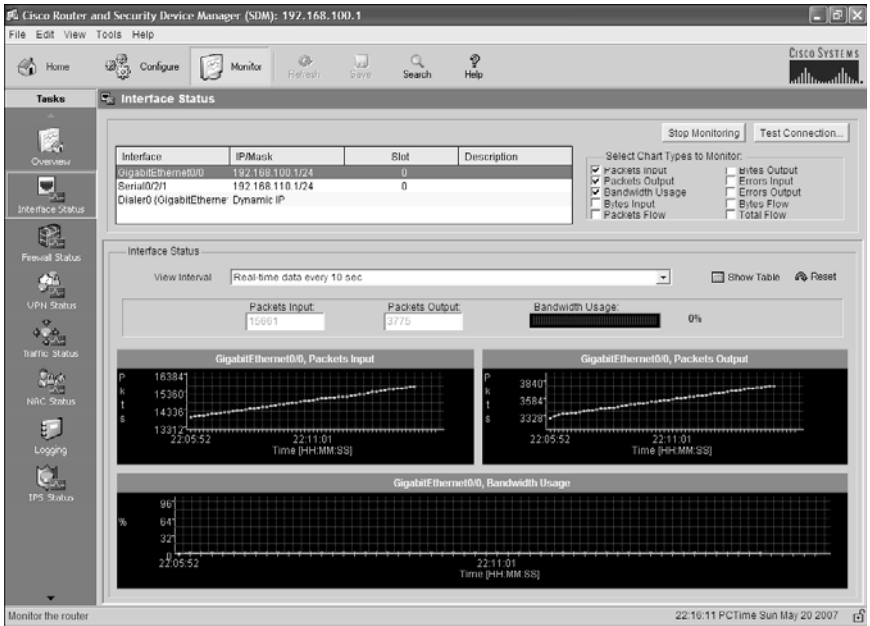 Cisco Router and Security Device Manager (SDM): 192.168.100.1
File Edit View Tools Help
Home Configure Monitor Refresh Save Search Help
CISCO SYSTEMS
Tasks
Interface Status
Overview
Interface Status
Firewall Status
VPN Status
Traffic Status
NAC Status
Logging
IPS Status
Stop Monitoring Test Connection...
Interface IP/Mask Slot Description
GigabitEthernet0/0 192.168.100.1/24 0
Serial0/2/1 192.168.110.1/24 0
Dialer0 (GigabitEtherne Dynamic IP
Select Chart Types to Monitor:
Packets Input Bytes Output
Packets Output Errors Input
Bandwidth Usage Errors Output
Bytes Input Bytes Flow
Packets Flow Total Flow
Interface Status
View Interval Real-time data every 10 sec Show Table Reset
Packets Input: Packets Output: Bandwidth Usage:
15661 3775 0%
GigabitEthernet0/0, Packets Input
Pkts
16384
15360
14336
13312
22:05:52 22:11:01
Time [HH:MM:SS]
GigabitEthernet0/0, Packets Output
Pkts
3840
3584
3328
22:05:52 22:11:01
Time [HH:MM:SS]
GigabitEthernet0/0, Bandwidth Usage
%
96
64
32
0
22:05:52 22:11:01
Time [HH:MM:SS]
Monitor the router
22:16:11 PCTime Sun May 20 2007